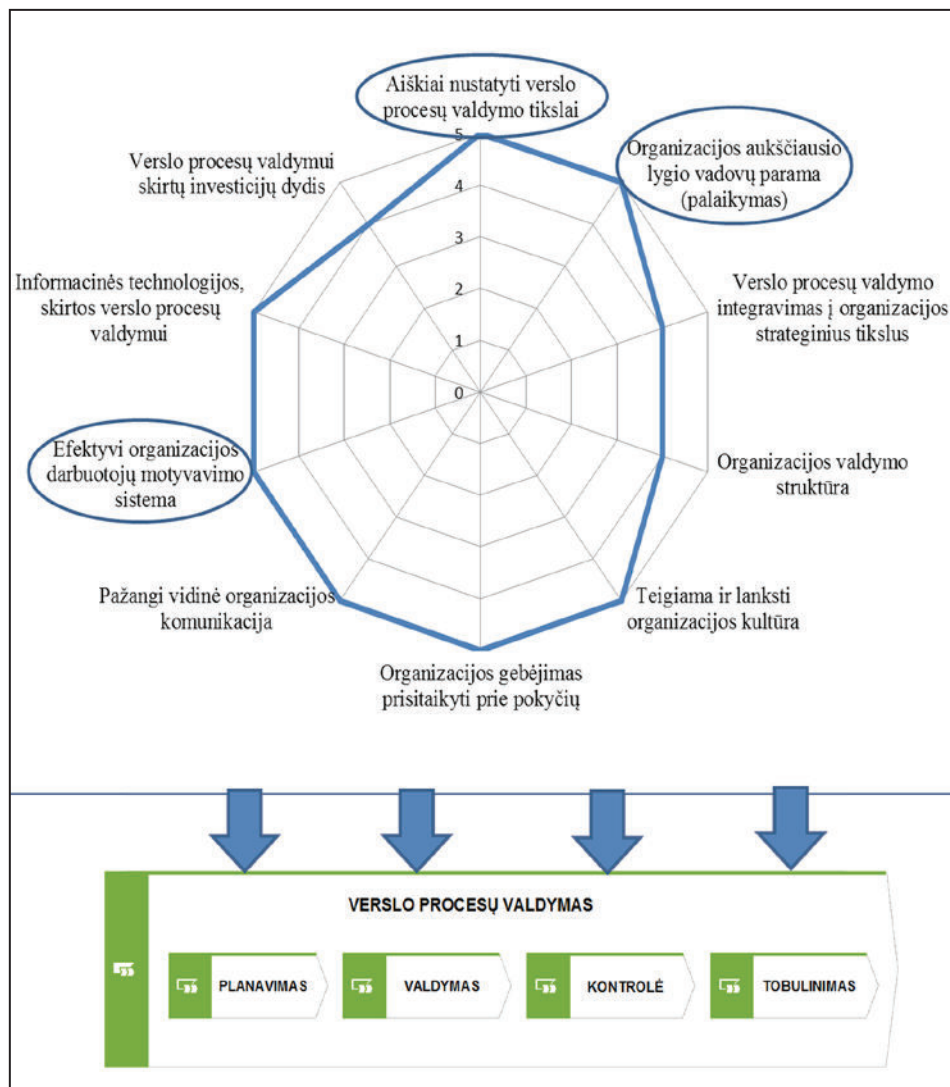 Aiškiai nustatyti verslo
procesų valdymo tikslai
Organizacijos aukščiausio
lygio vadovų parama
(palaikymas)
Verslo procesų valdymo
integravimas į organizacijos
strateginius tikslus
Organizacijos valdymo
struktūra
Teigiama ir lanksti
organizacijos kultūra
Organizacijos gebėjimas
prisitaikyti prie pokyčių
Pažangi vidinė organizacijos
komunikacija
Efektyvi organizacijos
darbuotojų motyvavimo
sistema
Informacinės technologijos,
skirtos verslo procesų
valdymui
Verslo procesų valdymui
skirtų investicijų dydis
5
4
3
2
1
0
VERSLO PROCESŲ VALDYMAS
PLANAVIMAS
VALDYMAS
KONTROLĖ
TOBULINIMAS